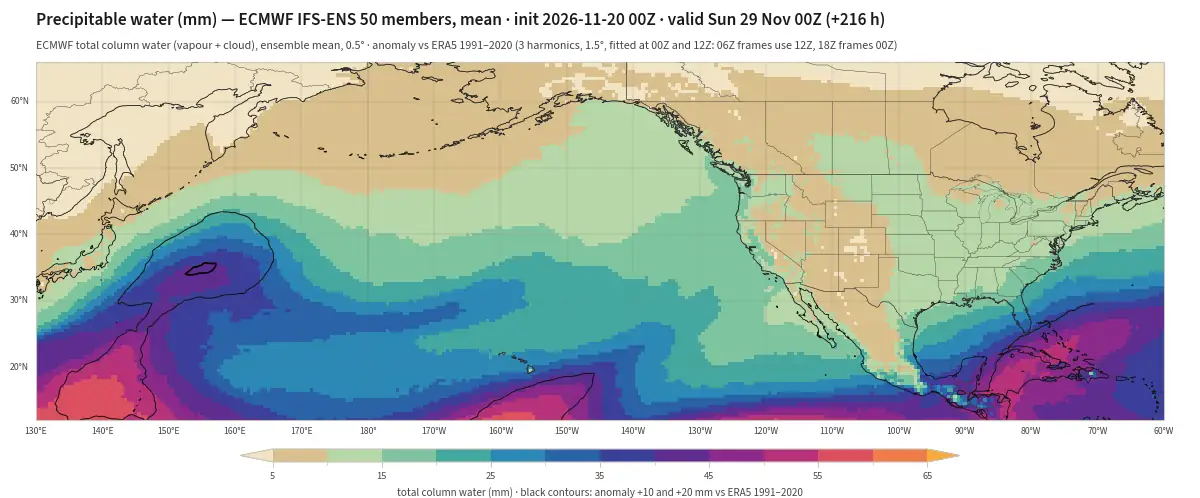 Precipitable water (mm) — ECMWF IFS-ENS 50 members, mean · init 2026-11-20 00Z · valid Sun 29 Nov 00Z (+216 h)
ECMWF total column water (vapour + cloud), ensemble mean, 0.5° · anomaly vs ERA5 1991–2020 (3 harmonics, 1.5°, fitted at 00Z and 12Z: 06Z frames use 12Z, 18Z frames 00Z)
60°N
50°N
40°N
30°N
20°N
130°E 140°E 150°E 160°E 170°E 180° 170°W 160°W 150°W 140°W 130°W 120°W 110°W 100°W 90°W 80°W 70°W 60°W
5 15 25 35 45 55 65
total column water (mm) · black contours: anomaly +10 and +20 mm vs ERA5 1991–2020